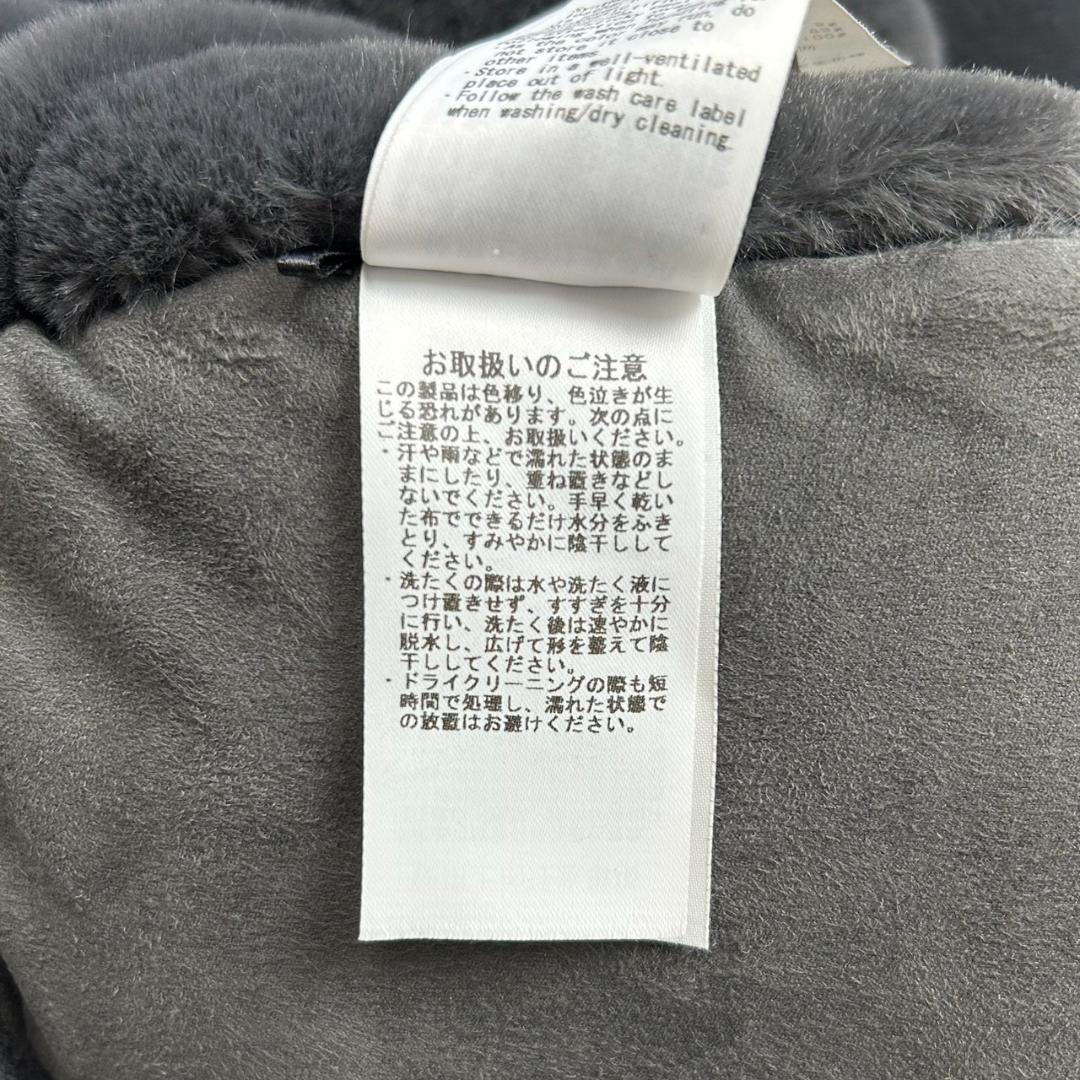 do
not store it close to
other items.
・Store in a well-ventilated
place out of light.
・Follow the wash care label
when washing/dry cleaning.
お取扱いのご注意
この製品は色移り、色泣きが生
じる恐れがあります。次の点に
ご注意の上、お取扱いください。
・汗や雨などで濡れた状態のま
まにしたり、重ね置きなどし
ないでください。手早く乾い
た布でできるだけ水分をふき
とり、すみやかに陰干しして
ください。
・洗たくの際は水や洗たく液に
つけ置きせず、すすぎを十分
に行い、洗たく後は速やかに
脱水し、広げて形を整えて陰
干ししてください。
・ドライクリーニングの際も短
時間で処理し、濡れた状態で
の放置はお避けください。